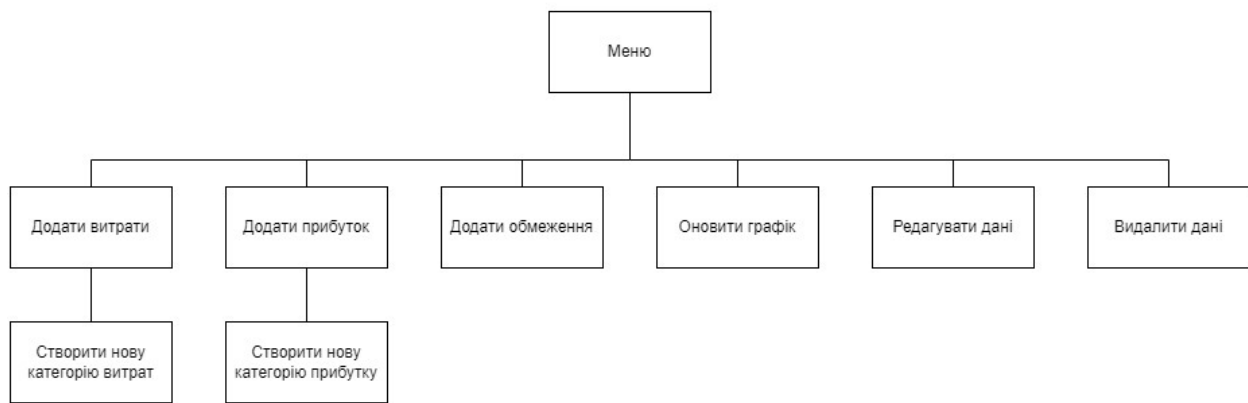 Меню
Додати витрати
Додати прибуток
Додати обмеження
Оновити графік
Редагувати дані
Видалити дані
Створити нову
категорію витрат
Створити нову
категорію прибутку